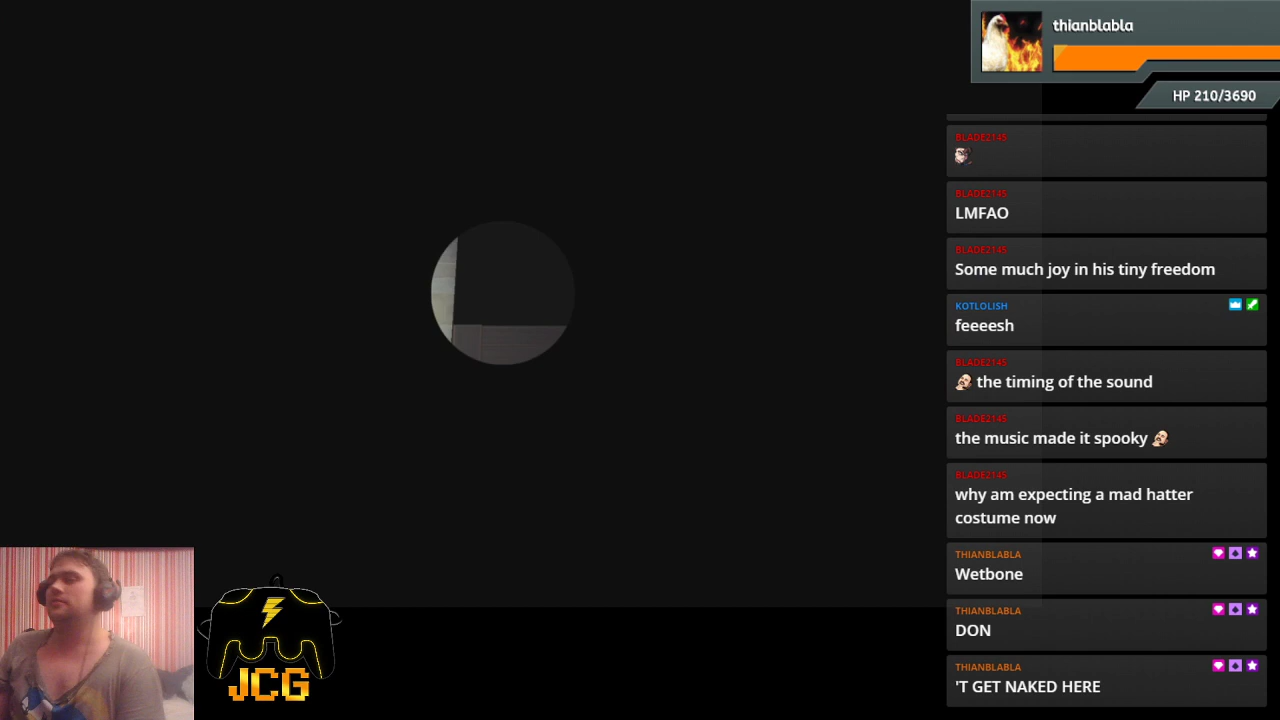 thianblabla
HP 210/3690
BLADE2145
BLADE2145
LMFAO
BLADE2145
Some much joy in his tiny freedom
KOTLOLISH
feeeesh
BLADE2145
the timing of the sound
BLADE2145
the music made it spooky
BLADE2145
why am expecting a mad hatter
costume now
THIANBLABLA
Wetbone
THIANBLABLA
DON
THIANBLABLA
'T GET NAKED HERE
JCG